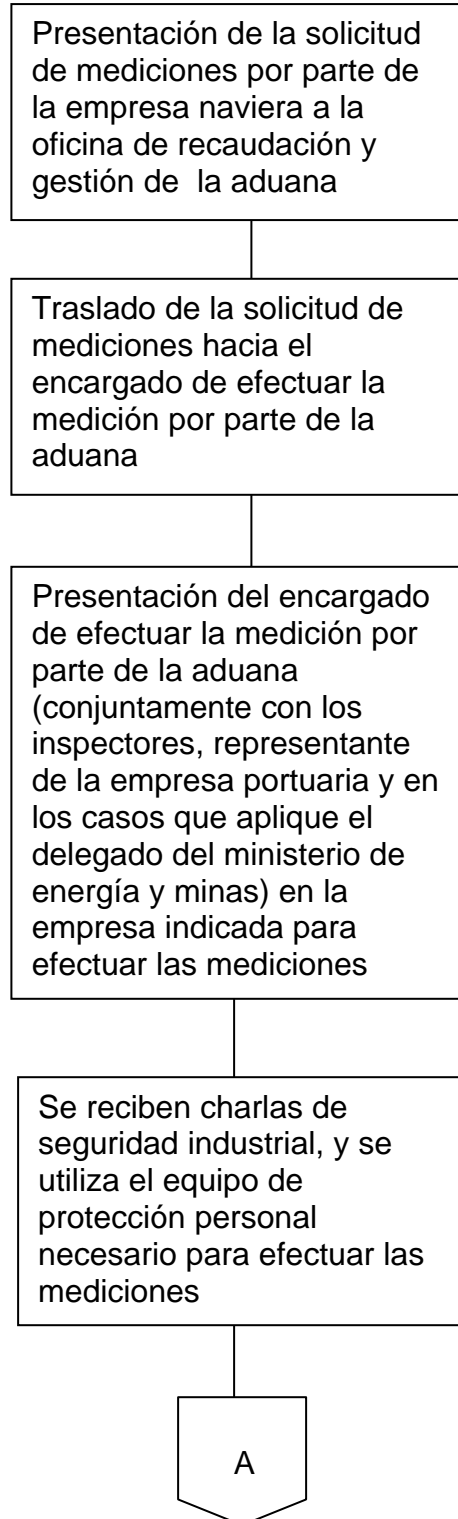 Presentación de la solicitud
de mediciones por parte de
la empresa naviera a la
oficina de recaudación y
gestión de  la aduana
Traslado de la solicitud de
mediciones hacia el
encargado de efectuar la
medición por parte de la
aduana
Presentación del encargado
de efectuar la medición por
parte de la aduana
(conjuntamente con los
inspectores, representante
de la empresa portuaria y en
los casos que aplique el
delegado del ministerio de
energía y minas) en la
empresa indicada para
efectuar las mediciones
Se reciben charlas de
seguridad industrial, y se
utiliza el equipo de
protección personal
necesario para efectuar las
mediciones
A